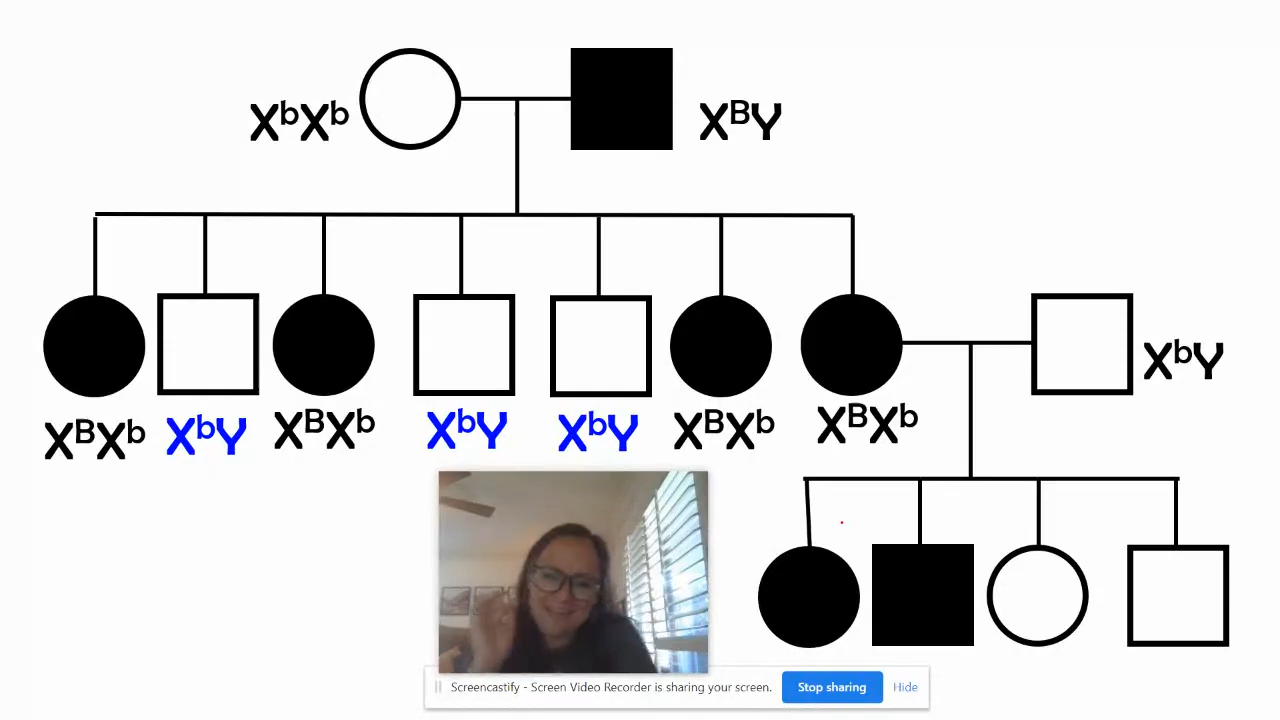 XᵇXᵇ
XᴮY
XᴮXᵇ
XᵇY
XᴮXᵇ
XᵇY
XᵇY
XᴮXᵇ
XᴮXᵇ
XᵇY
Screencastify - Screen Video Recorder is sharing your screen.
Stop sharing
Hide